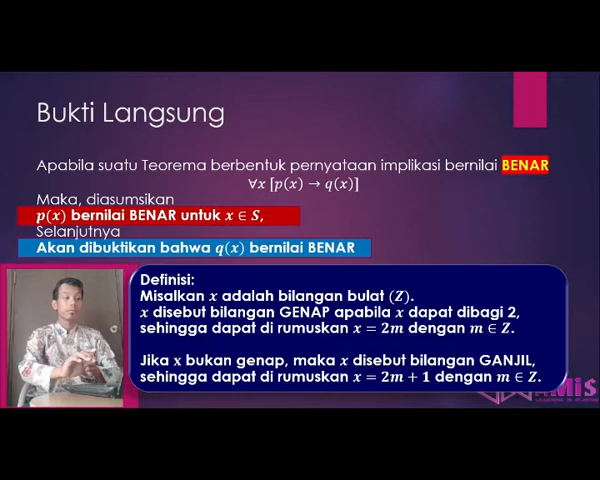 Bukti Langsung
Apabila suatu Teorema berbentuk pernyataan implikasi bernilai BENAR
∀x [p(x) → q(x)]
Maka, diasumsikan
p(x) bernilai BENAR untuk x ∈ S,
Selanjutnya
Akan dibuktikan bahwa q(x) bernilai BENAR
Definisi:
Misalkan x adalah bilangan bulat (Z).
x disebut bilangan GENAP apabila x dapat dibagi 2,
sehingga dapat di rumuskan x = 2m dengan m ∈ Z.
Jika x bukan genap, maka x disebut bilangan GANJIL,
sehingga dapat di rumuskan x = 2m + 1 dengan m ∈ Z.